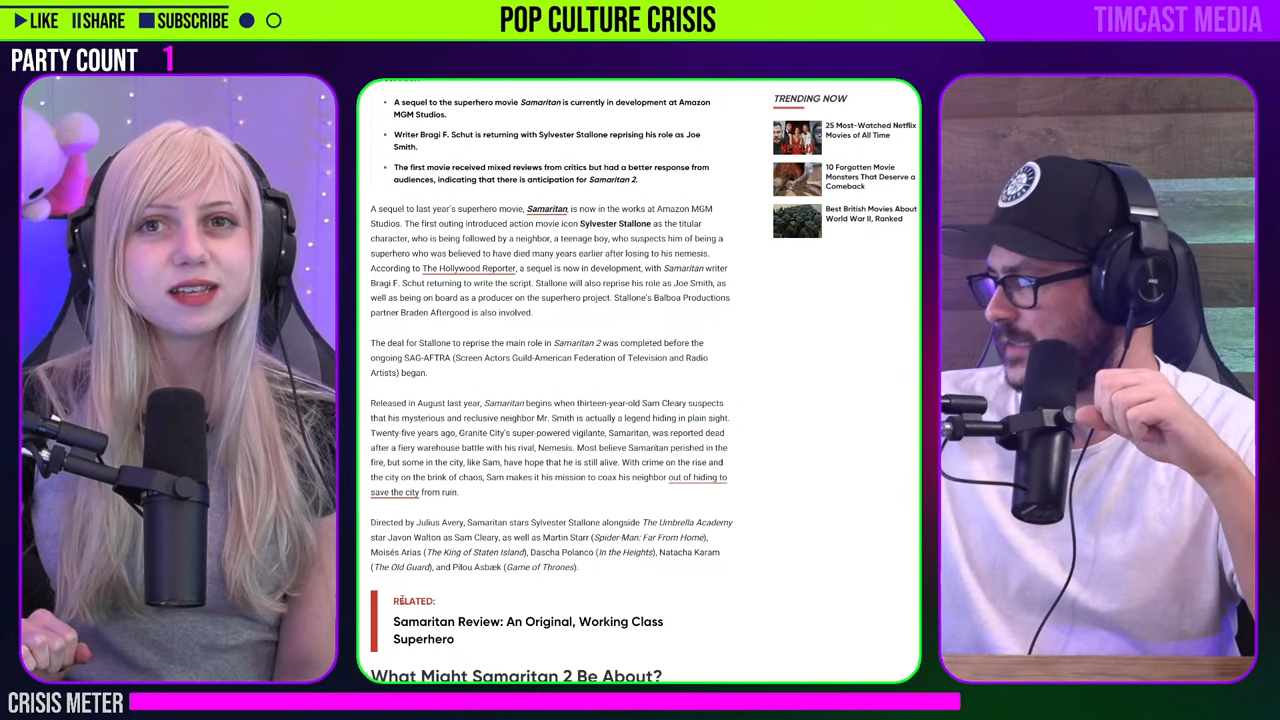 LIKE SHARE SUBSCRIBE
POP CULTURE CRISIS
TIMCAST MEDIA
PARTY COUNT 1
A sequel to the superhero movie Samaritan is currently in development at Amazon
MGM Studios.
Writer Bragi F. Schut is returning with Sylvester Stallone reprising his role as Joe
Smith.
The first movie received mixed reviews from critics but had a better response from
audiences, indicating that there is anticipation for Samaritan 2.
A sequel to last year's superhero movie, Samaritan, is now in the works at Amazon MGM
Studios. The first outing introduced action movie icon Sylvester Stallone as the titular
character, who is being followed by a neighbor, a teenage boy, who suspects him of being a
superhero who was believed to have died many years earlier after losing to his nemesis.
According to The Hollywood Reporter, a sequel is now in development, with Samaritan writer
Bragi F. Schut returning to write the script. Stallone will also reprise his role as Joe Smith, as
well as being on board as a producer on the superhero project. Stallone's Balboa Productions
partner Braden Aftergood is also involved.
The deal for Stallone to reprise the main role in Samaritan 2 was completed before the
ongoing SAG-AFTRA (Screen Actors Guild-American Federation of Television and Radio
Artists) began.
Released in August last year, Samaritan begins when thirteen-year-old Sam Cleary suspects
that his mysterious and reclusive neighbor Mr. Smith is actually a legend hiding in plain sight.
Twenty-five years ago, Granite City's super-powered vigilante, Samaritan, was reported dead
after a fiery warehouse battle with his rival, Nemesis. Most believe Samaritan perished in the
fire, but some in the city, like Sam, have hope that he is still alive. With crime on the rise and
the city on the brink of chaos, Sam makes it his mission to coax his neighbor out of hiding to
save the city from ruin.
Directed by Julius Avery, Samaritan stars Sylvester Stallone alongside The Umbrella Academy
star Javon Walton as Sam Cleary, as well as Martin Starr (Spider-Man: Far From Home),
Moisés Arias (The King of Staten Island), Dascha Polanco (In the Heights), Natacha Karam
(The Old Guard), and Pilou Asbæk (Game of Thrones).
RELATED:
Samaritan Review: An Original, Working Class
Superhero
What Might Samaritan 2 Be About?
TRENDING NOW
25 Most-Watched Netflix
Movies of All Time
10 Forgotten Movie
Monsters That Deserve a
Comeback
Best British Movies About
World War II, Ranked
CRISIS METER